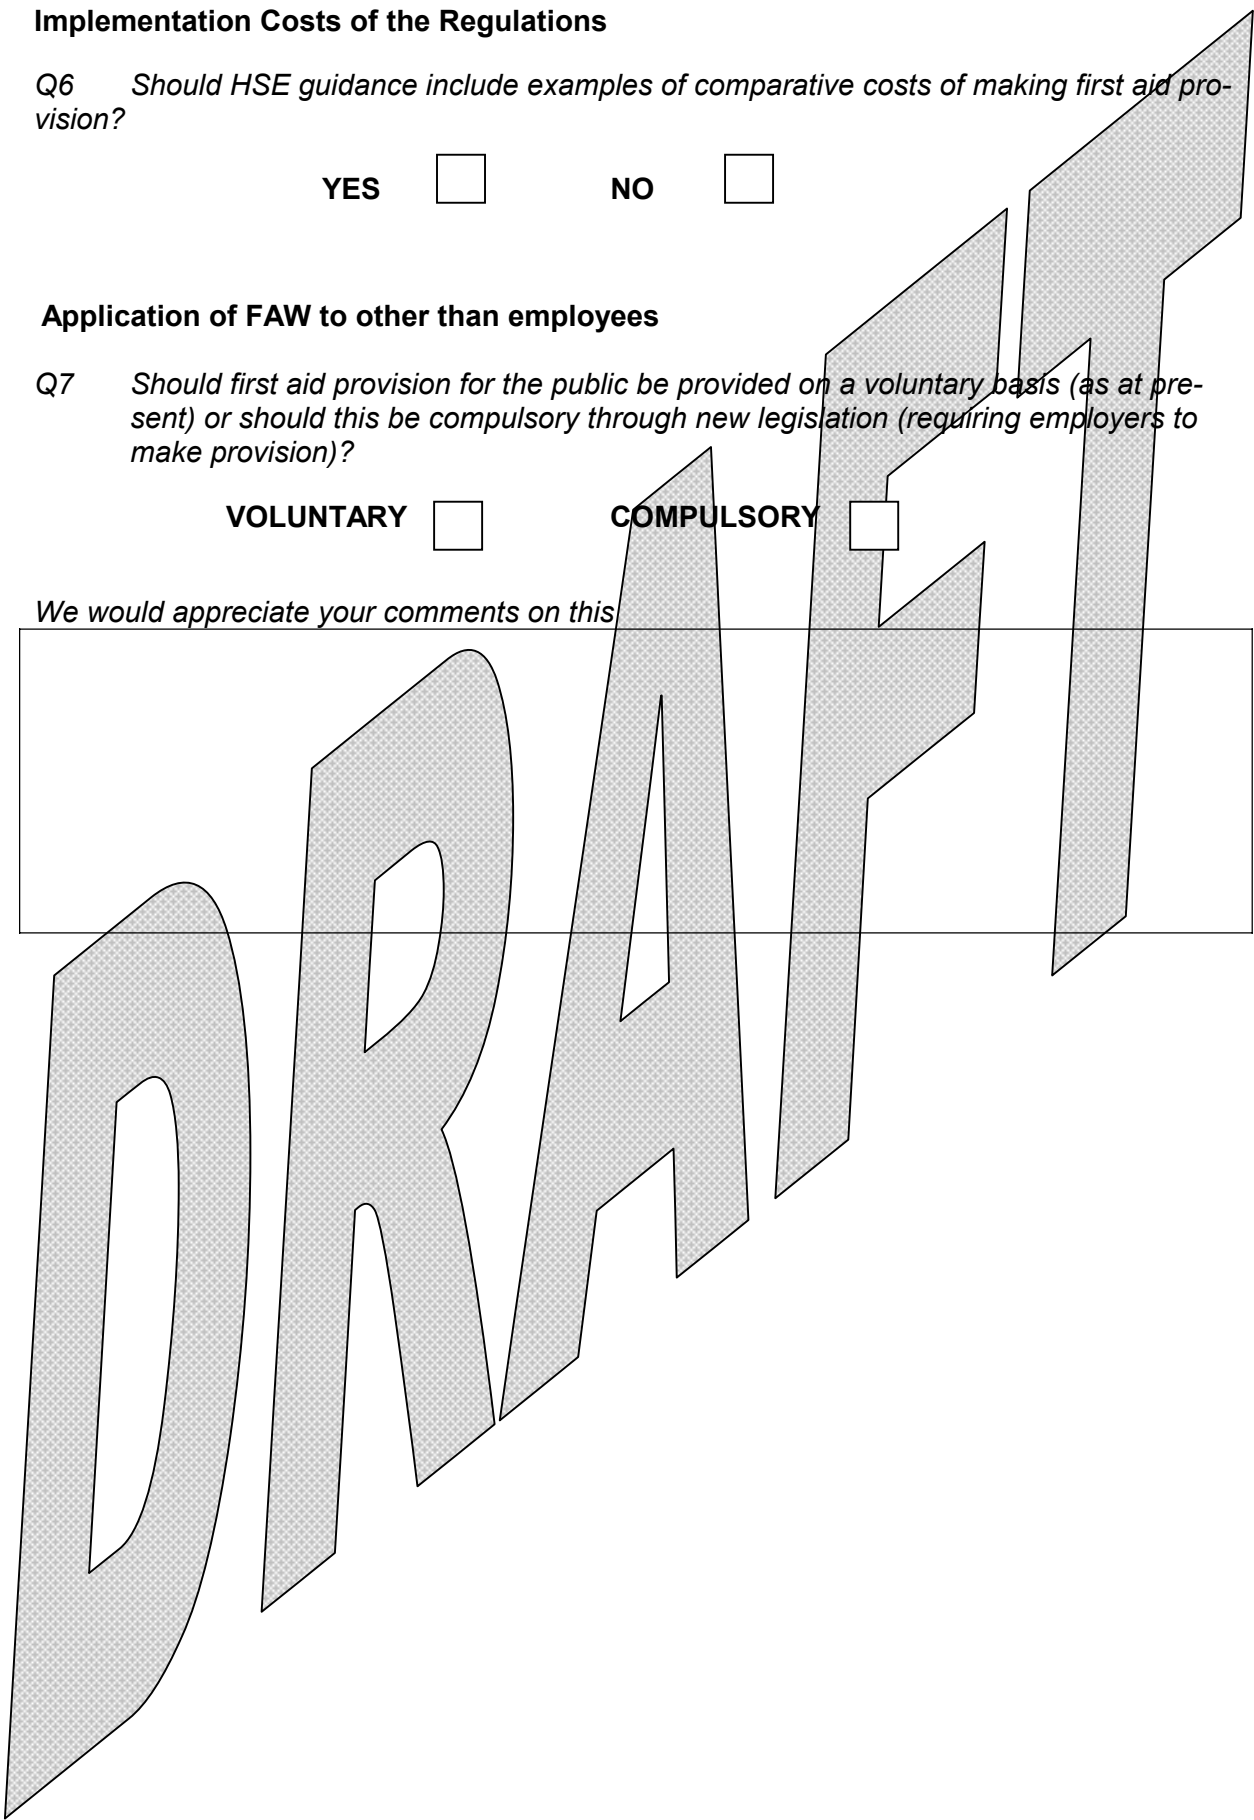 Implementation Costs of the Regulations
Q6 Should HSE guidance include examples of comparative costs of making first aid pro-
vision?
YES NO
Application of FAW to other than employees
Q7 Should first aid provision for the public be provided on a voluntary basis (as at pre-
sent) or should this be compulsory through new legislation (requiring employers to
make provision)?
VOLUNTARY COMPULSORY
We would appreciate your comments on this
DRAFT